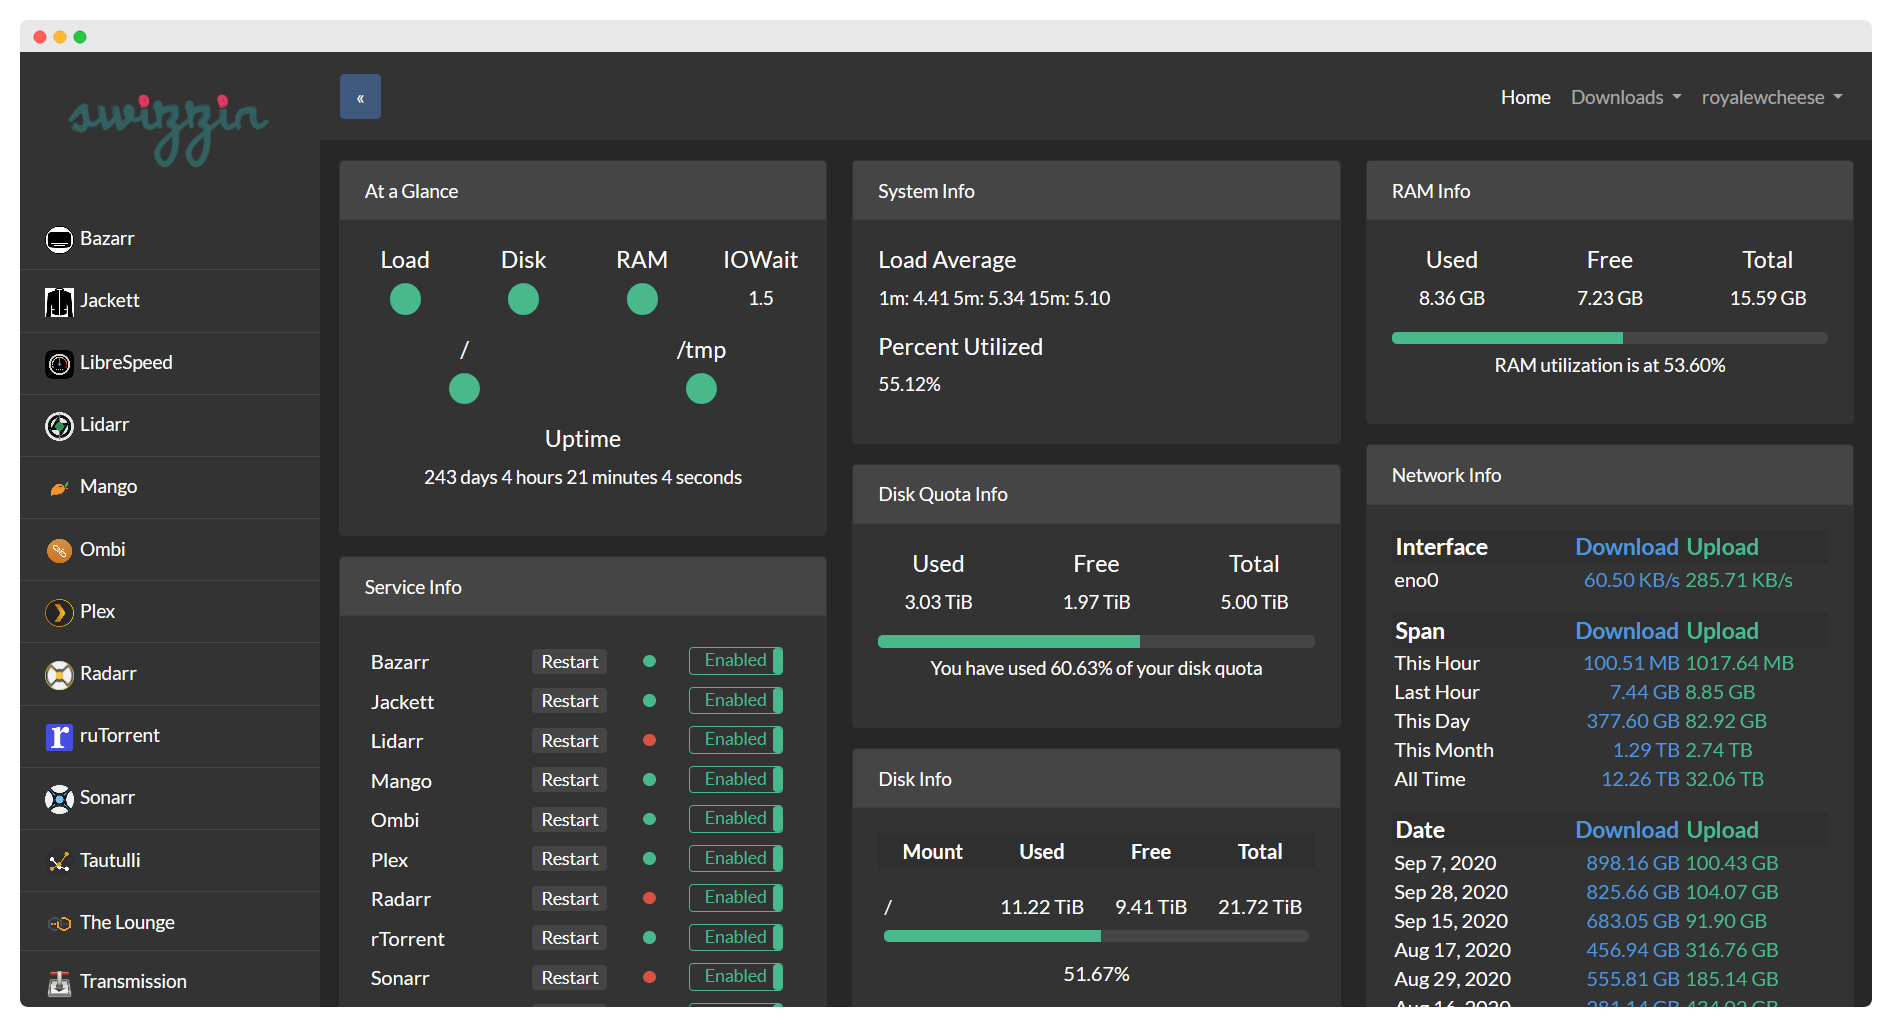 swizzin
«
Home Downloads royalewcheese
Bazarr
Jackett
LibreSpeed
Lidarr
Mango
Ombi
Plex
Radarr
ruTorrent
Sonarr
Tautulli
The Lounge
Transmission
At a Glance
Load Disk RAM IOWait
1.5
/ /tmp
Uptime
243 days 4 hours 21 minutes 4 seconds
Service Info
Bazarr Restart Enabled
Jackett Restart Enabled
Lidarr Restart Enabled
Mango Restart Enabled
Ombi Restart Enabled
Plex Restart Enabled
Radarr Restart Enabled
rTorrent Restart Enabled
Sonarr Restart Enabled
System Info
Load Average
1m: 4.41 5m: 5.34 15m: 5.10
Percent Utilized
55.12%
Disk Quota Info
Used Free Total
3.03 TiB 1.97 TiB 5.00 TiB
You have used 60.63% of your disk quota
Disk Info
Mount Used Free Total
/ 11.22 TiB 9.41 TiB 21.72 TiB
51.67%
RAM Info
Used Free Total
8.36 GB 7.23 GB 15.59 GB
RAM utilization is at 53.60%
Network Info
Interface Download Upload
eno0 60.50 KB/s 285.71 KB/s
Span Download Upload
This Hour 100.51 MB 1017.64 MB
Last Hour 7.44 GB 8.85 GB
This Day 377.60 GB 82.92 GB
This Month 1.29 TB 2.74 TB
All Time 12.26 TB 32.06 TB
Date Download Upload
Sep 7, 2020 898.16 GB 100.43 GB
Sep 28, 2020 825.66 GB 104.07 GB
Sep 15, 2020 683.05 GB 91.90 GB
Aug 17, 2020 456.94 GB 316.76 GB
Aug 29, 2020 555.81 GB 185.14 GB